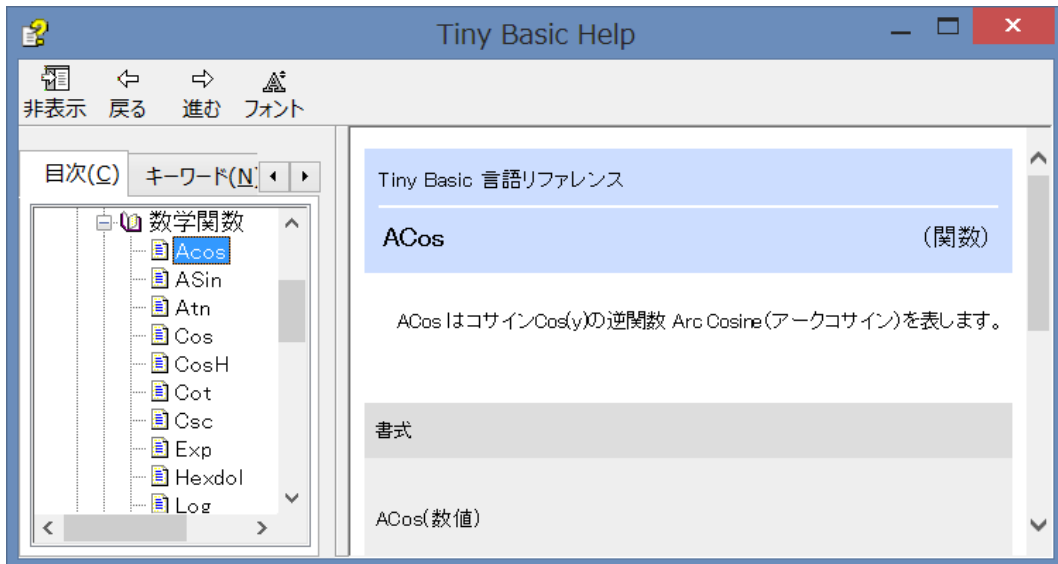 Tiny Basic Help
非表示 戻る 進む フォント
目次(C) キーワード(N)
数学関数
Acos
ASin
Atn
Cos
CosH
Cot
Csc
Exp
Hexdol
Log
Tiny Basic 言語リファレンス
ACos (関数)
ACos はコサインCos(y)の逆関数 Arc Cosine(アークコサイン)を表します。
書式
ACos(数値)